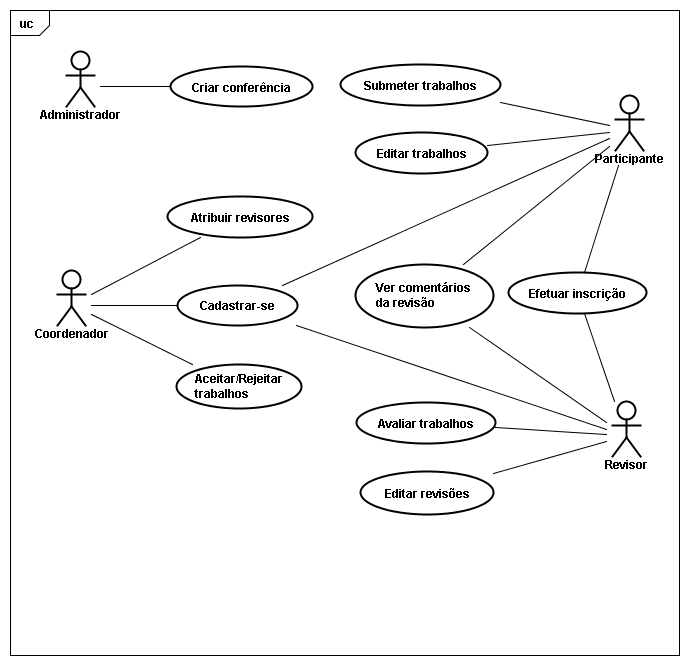 uc
Administrador
Criar conferência
Submeter trabalhos
Editar trabalhos
Participante
Atribuir revisores
Coordenador
Cadastrar-se
Ver comentários
da revisão
Efetuar inscrição
Aceitar/Rejeitar
trabalhos
Avaliar trabalhos
Revisor
Editar revisões